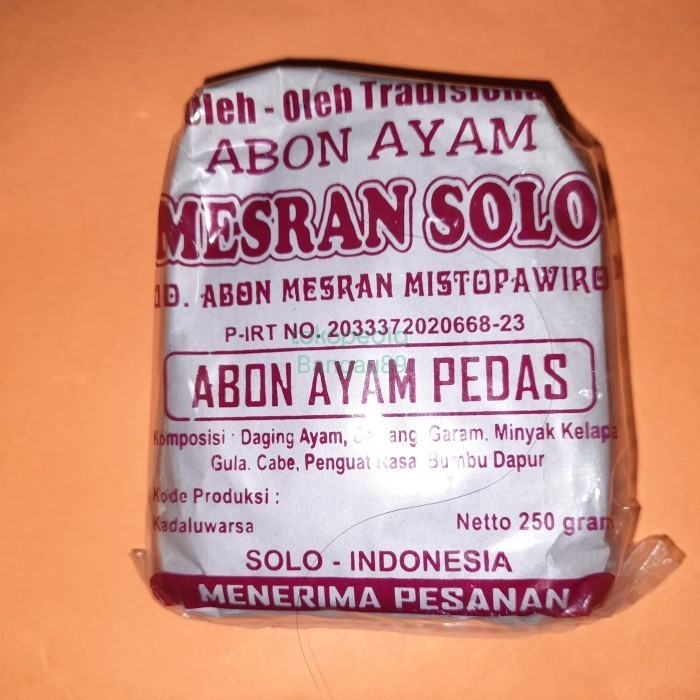 Oleh - Oleh Tradisional
ABON AYAM
MESRAN SOLO
ABON MESRAN MISTOPAWIRO
P-IRT NO. 2033372020668-23
tokopedia
Bangau89
ABON AYAM PEDAS
Komposisi : Daging Ayam, Garam, Minyak Kelapa
Gula, Cabe, Penguat Rasa, Bumbu Dapur
Kode Produksi :
Kadaluwarsa
Netto 250 gram
SOLO - INDONESIA
MENERIMA PESANAN